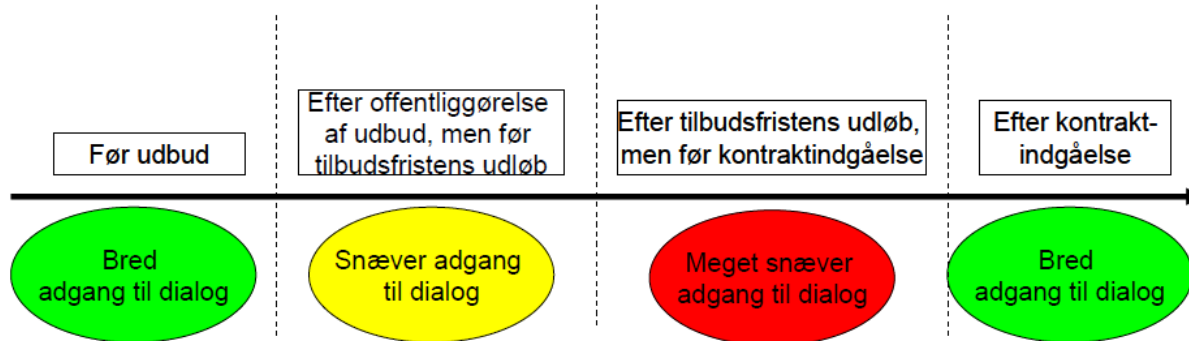 Før udbud
Efter offentliggørelse
af udbud, men før
tilbudsfristens udløb
Efter tilbudsfristens udløb,
men før kontraktindgåelse
Efter kontrakt-
indgåelse
Bred
adgang til dialog
Snæver adgang
til dialog
Meget snæver
adgang til dialog
Bred
adgang til dialog